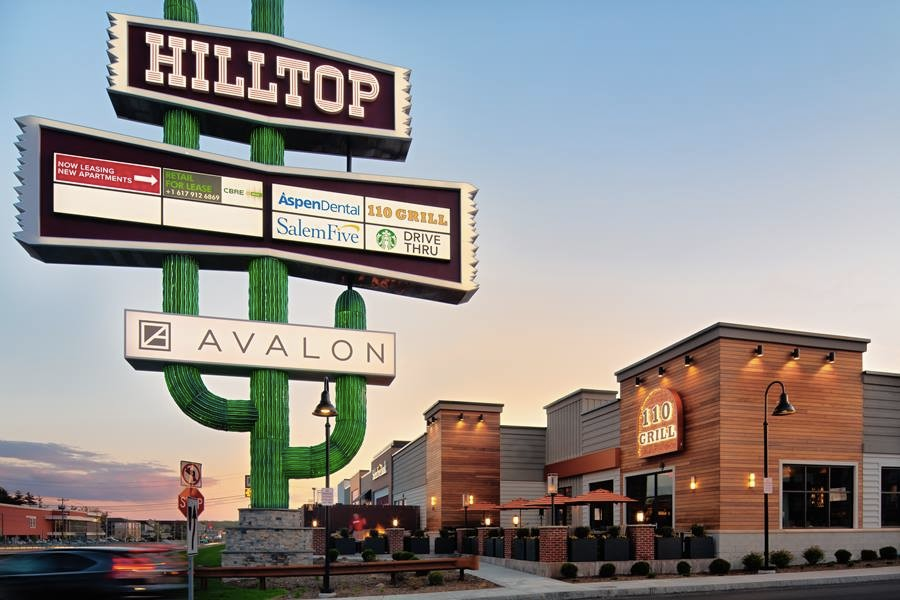 HILLTOP
NOW LEASING
NEW APARTMENTS
RETAIL
FOR LEASE
+1 617 912 6869
CBRE
AspenDental
110 GRILL
SalemFive
DRIVE
THRU
AVALON
110
GRILL
STOP